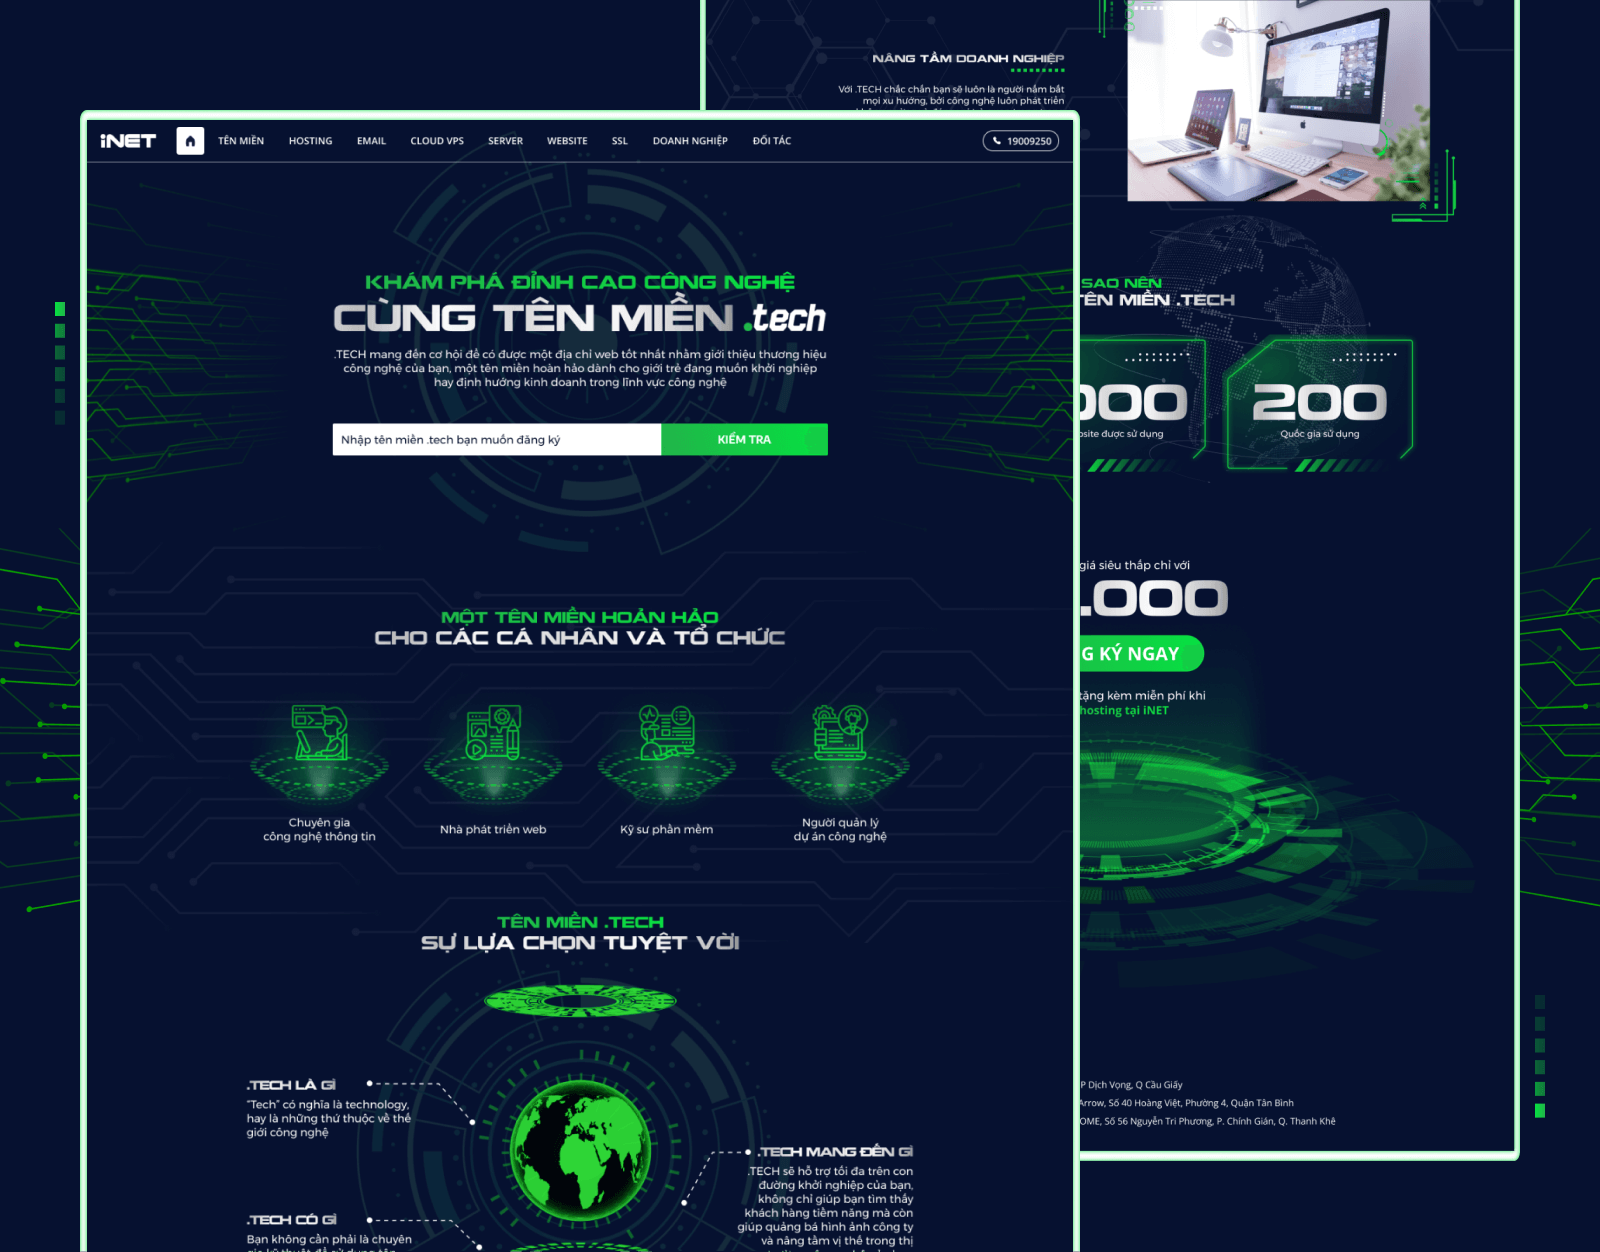 NÂNG TẦM DOANH NGHIỆP
Với .TECH chắc chắn bạn sẽ luôn là người nắm bắt
mọi xu hướng, bởi công nghệ luôn phát triển
iNET
TÊN MIỀN
HOSTING
EMAIL
CLOUD VPS
SERVER
WEBSITE
SSL
DOANH NGHIỆP
ĐỐI TÁC
19009250
KHÁM PHÁ ĐỈNH CAO CÔNG NGHỆ
CÙNG TÊN MIỀN .tech
.TECH mang đến cơ hội để có được một địa chỉ web tốt nhất nhằm giới thiệu thương hiệu
công nghệ của bạn, một tên miền hoàn hảo dành cho giới trẻ đang muốn khởi nghiệp
hay định hướng kinh doanh trong lĩnh vực công nghệ
Nhập tên miền .tech bạn muốn đăng ký
KIỂM TRA
SAO NÊN
TÊN MIỀN .TECH
000
site được sử dụng
200
Quốc gia sử dụng
giá siêu thấp chỉ với
.000
G KÝ NGAY
tặng kèm miễn phí khi
hosting tại iNET
MỘT TÊN MIỀN HOÀN HẢO
CHO CÁC CÁ NHÂN VÀ TỔ CHỨC
Chuyên gia
công nghệ thông tin
Nhà phát triển web
Kỹ sư phần mềm
Người quản lý
dự án công nghệ
TÊN MIỀN .TECH
SỰ LỰA CHỌN TUYỆT VỜI
.TECH LÀ GÌ
“Tech” có nghĩa là technology,
hay là những thứ thuộc về thế
giới công nghệ
.TECH MANG ĐẾN GÌ
.TECH sẽ hỗ trợ tối đa trên con
đường khởi nghiệp của bạn,
không chỉ giúp bạn tìm thấy
khách hàng tiềm năng mà còn
giúp quảng bá hình ảnh công ty
và nâng tầm vị thế trong thị
.TECH CÓ GÌ
Bạn không cần phải là chuyên
P Dịch Vọng, Q Cầu Giấy
Arrow, Số 40 Hoàng Việt, Phường 4, Quận Tân Bình
OME, Số 56 Nguyễn Tri Phương, P. Chính Gián, Q. Thanh Khê